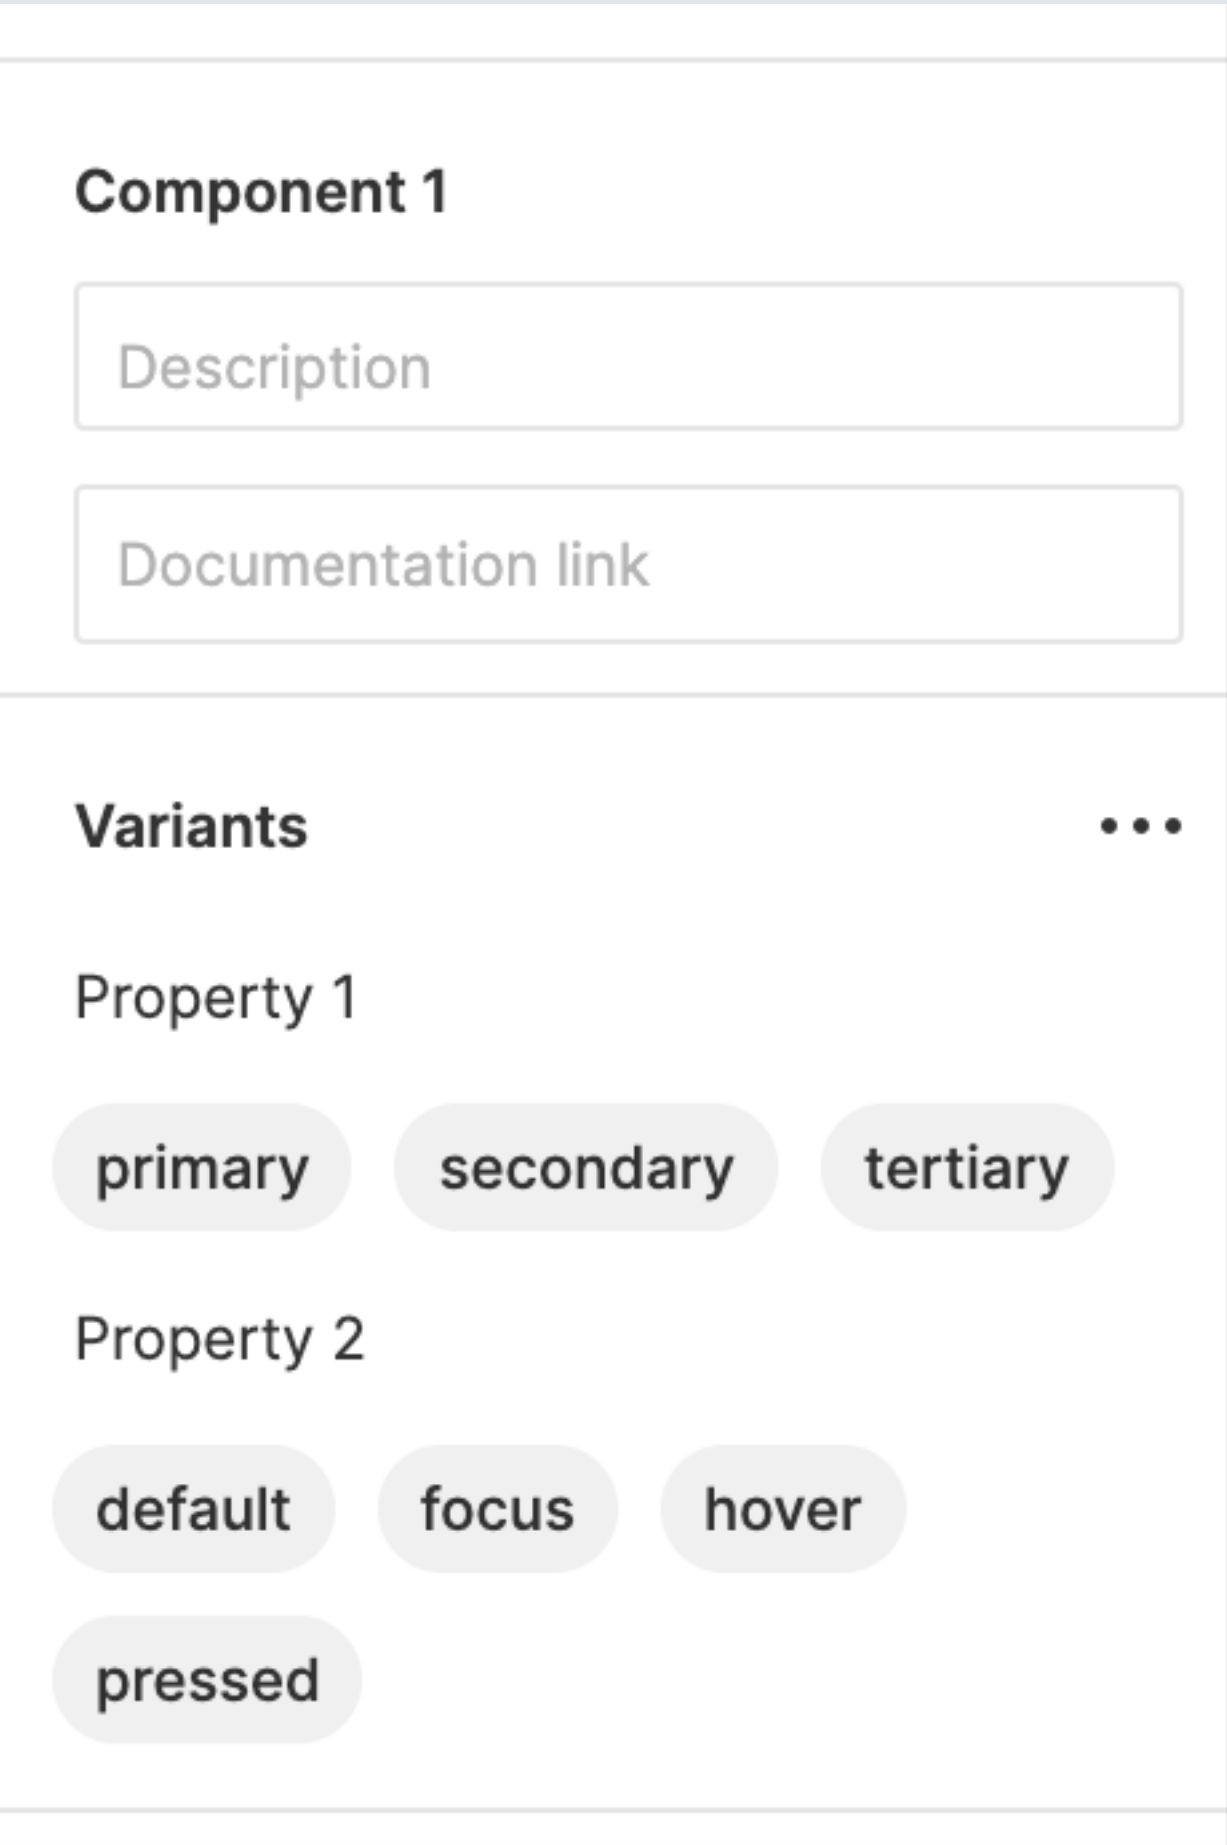 Component 1
Description
Documentation link
Variants
Property 1
primary secondary tertiary
Property 2
default focus hover
pressed